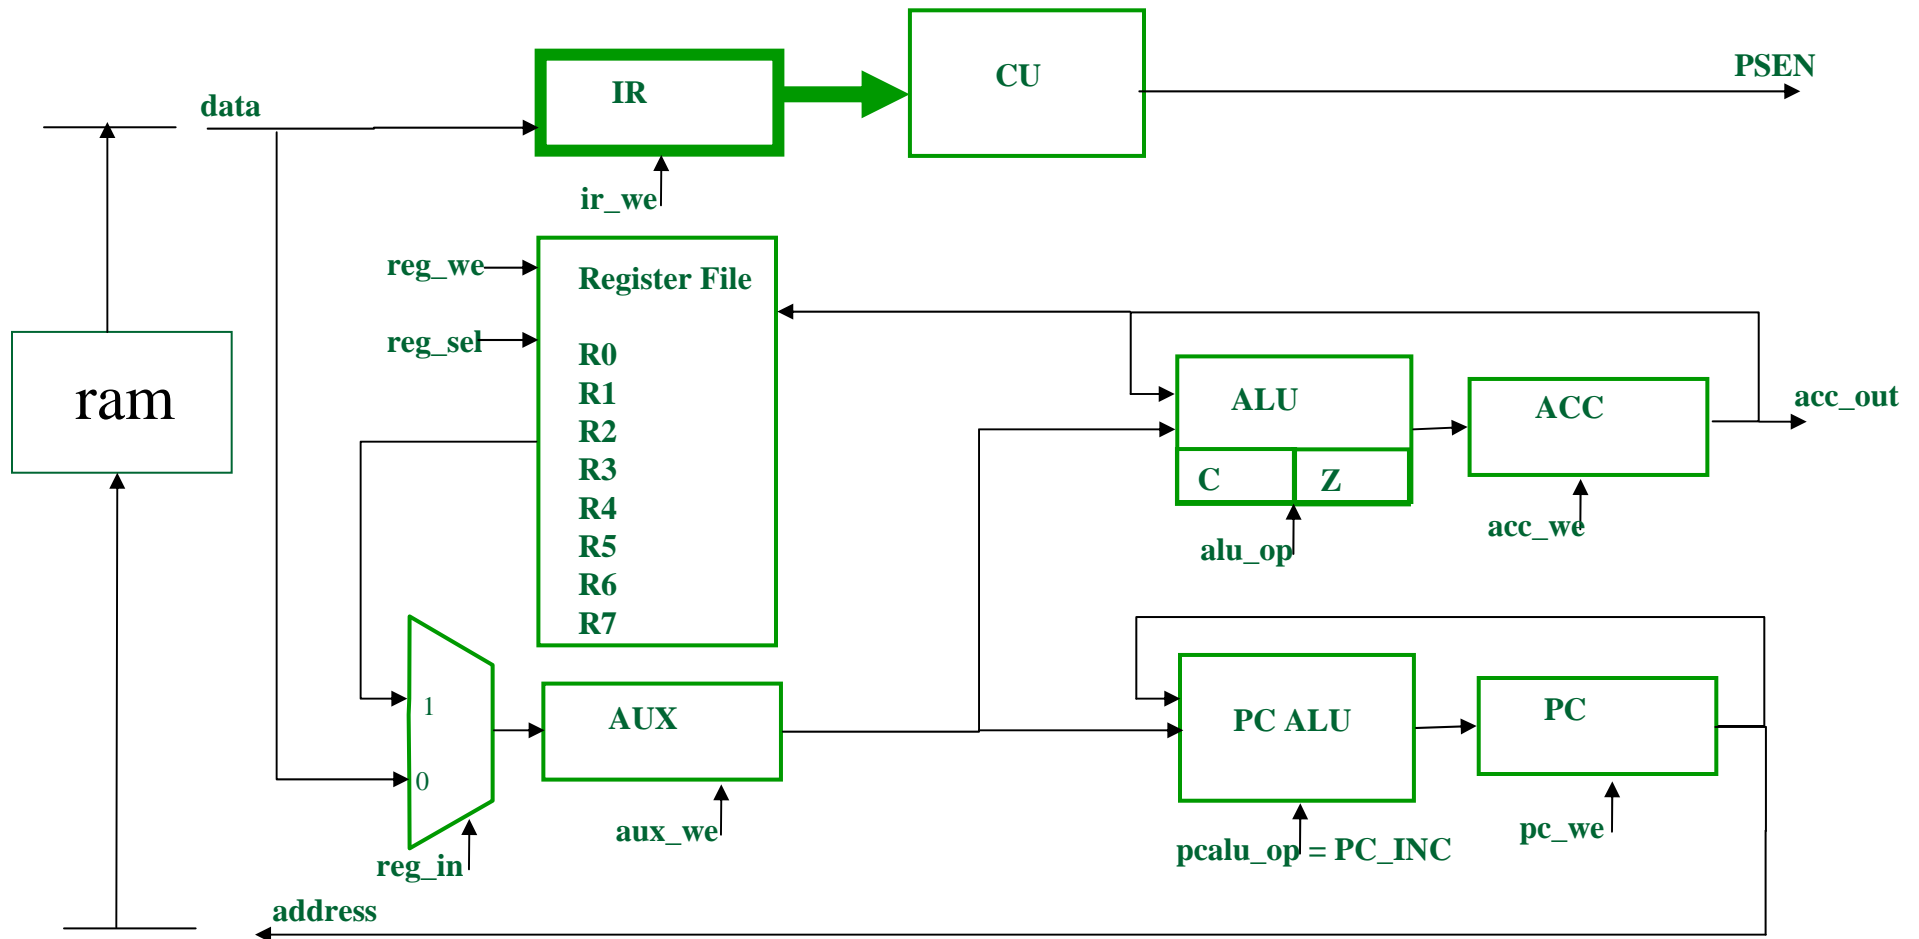 CU
PSEN
IR
data
ir_we
reg_we
Register File
reg_sel
R0
R1
R2
R3
R4
R5
R6
R7
ram
ALU
ACC
acc_out
C
Z
acc_we
alu_op
1
0
AUX
PC ALU
PC
aux_we
pc_we
reg_in
pcalu_op = PC_INC
address